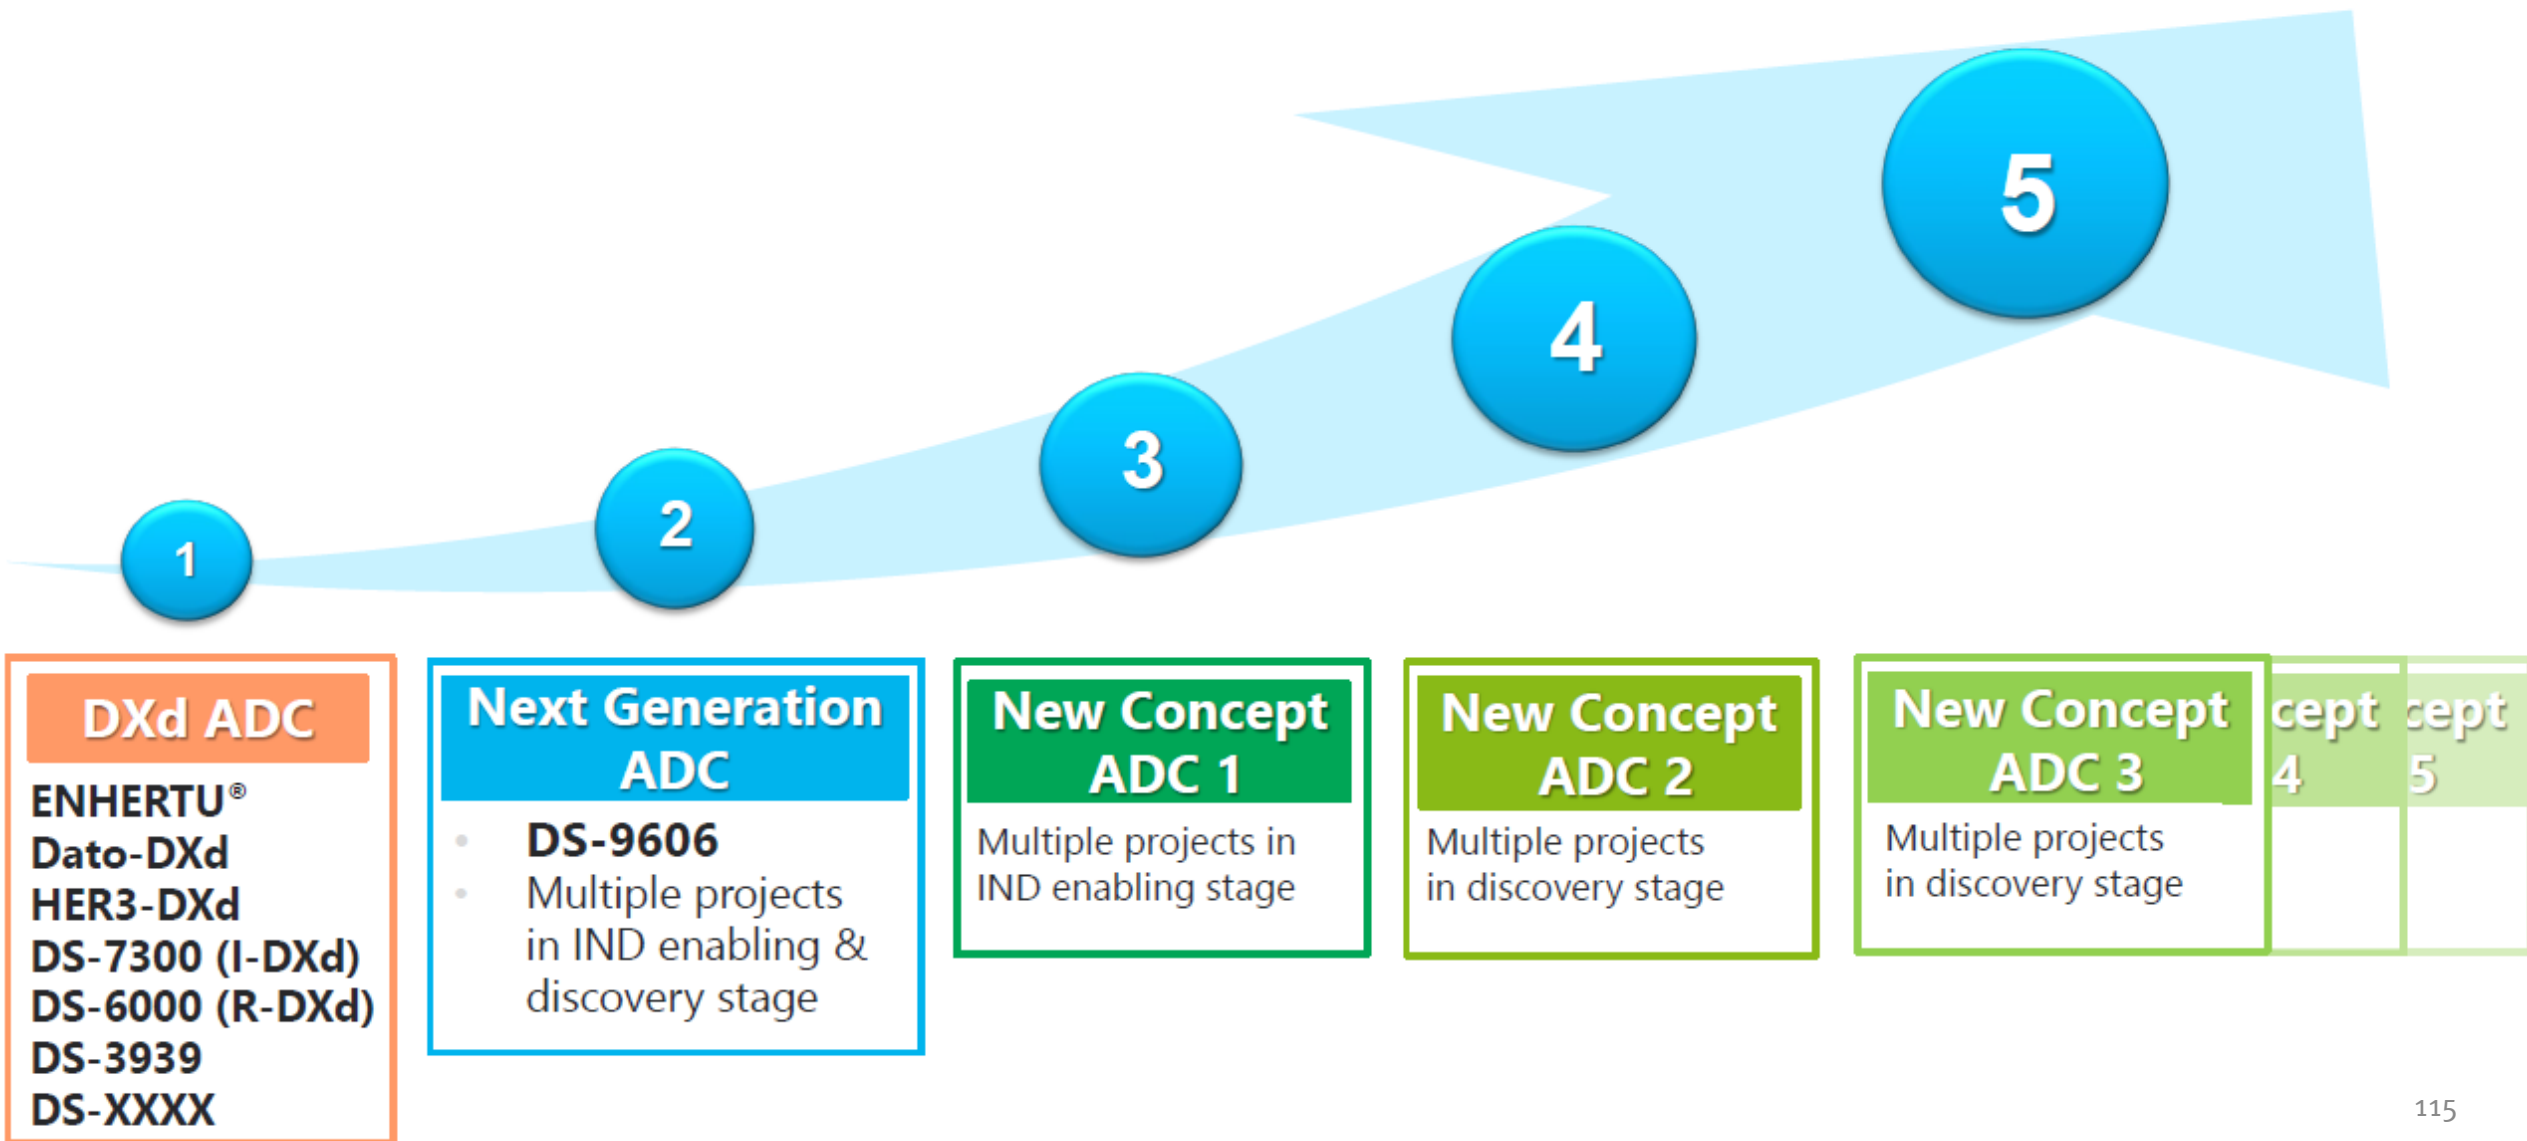 1
2
3
4
5
DXd ADC
ENHERTU®
Dato-DXd
HER3-DXd
DS-7300 (I-DXd)
DS-6000 (R-DXd)
DS-3939
DS-XXXX
Next Generation
ADC
• DS-9606
• Multiple projects
in IND enabling &
discovery stage
New Concept
ADC 1
Multiple projects in
IND enabling stage
New Concept
ADC 2
Multiple projects
in discovery stage
New Concept
ADC 3
Multiple projects
in discovery stage
cept
4
cept
5
115